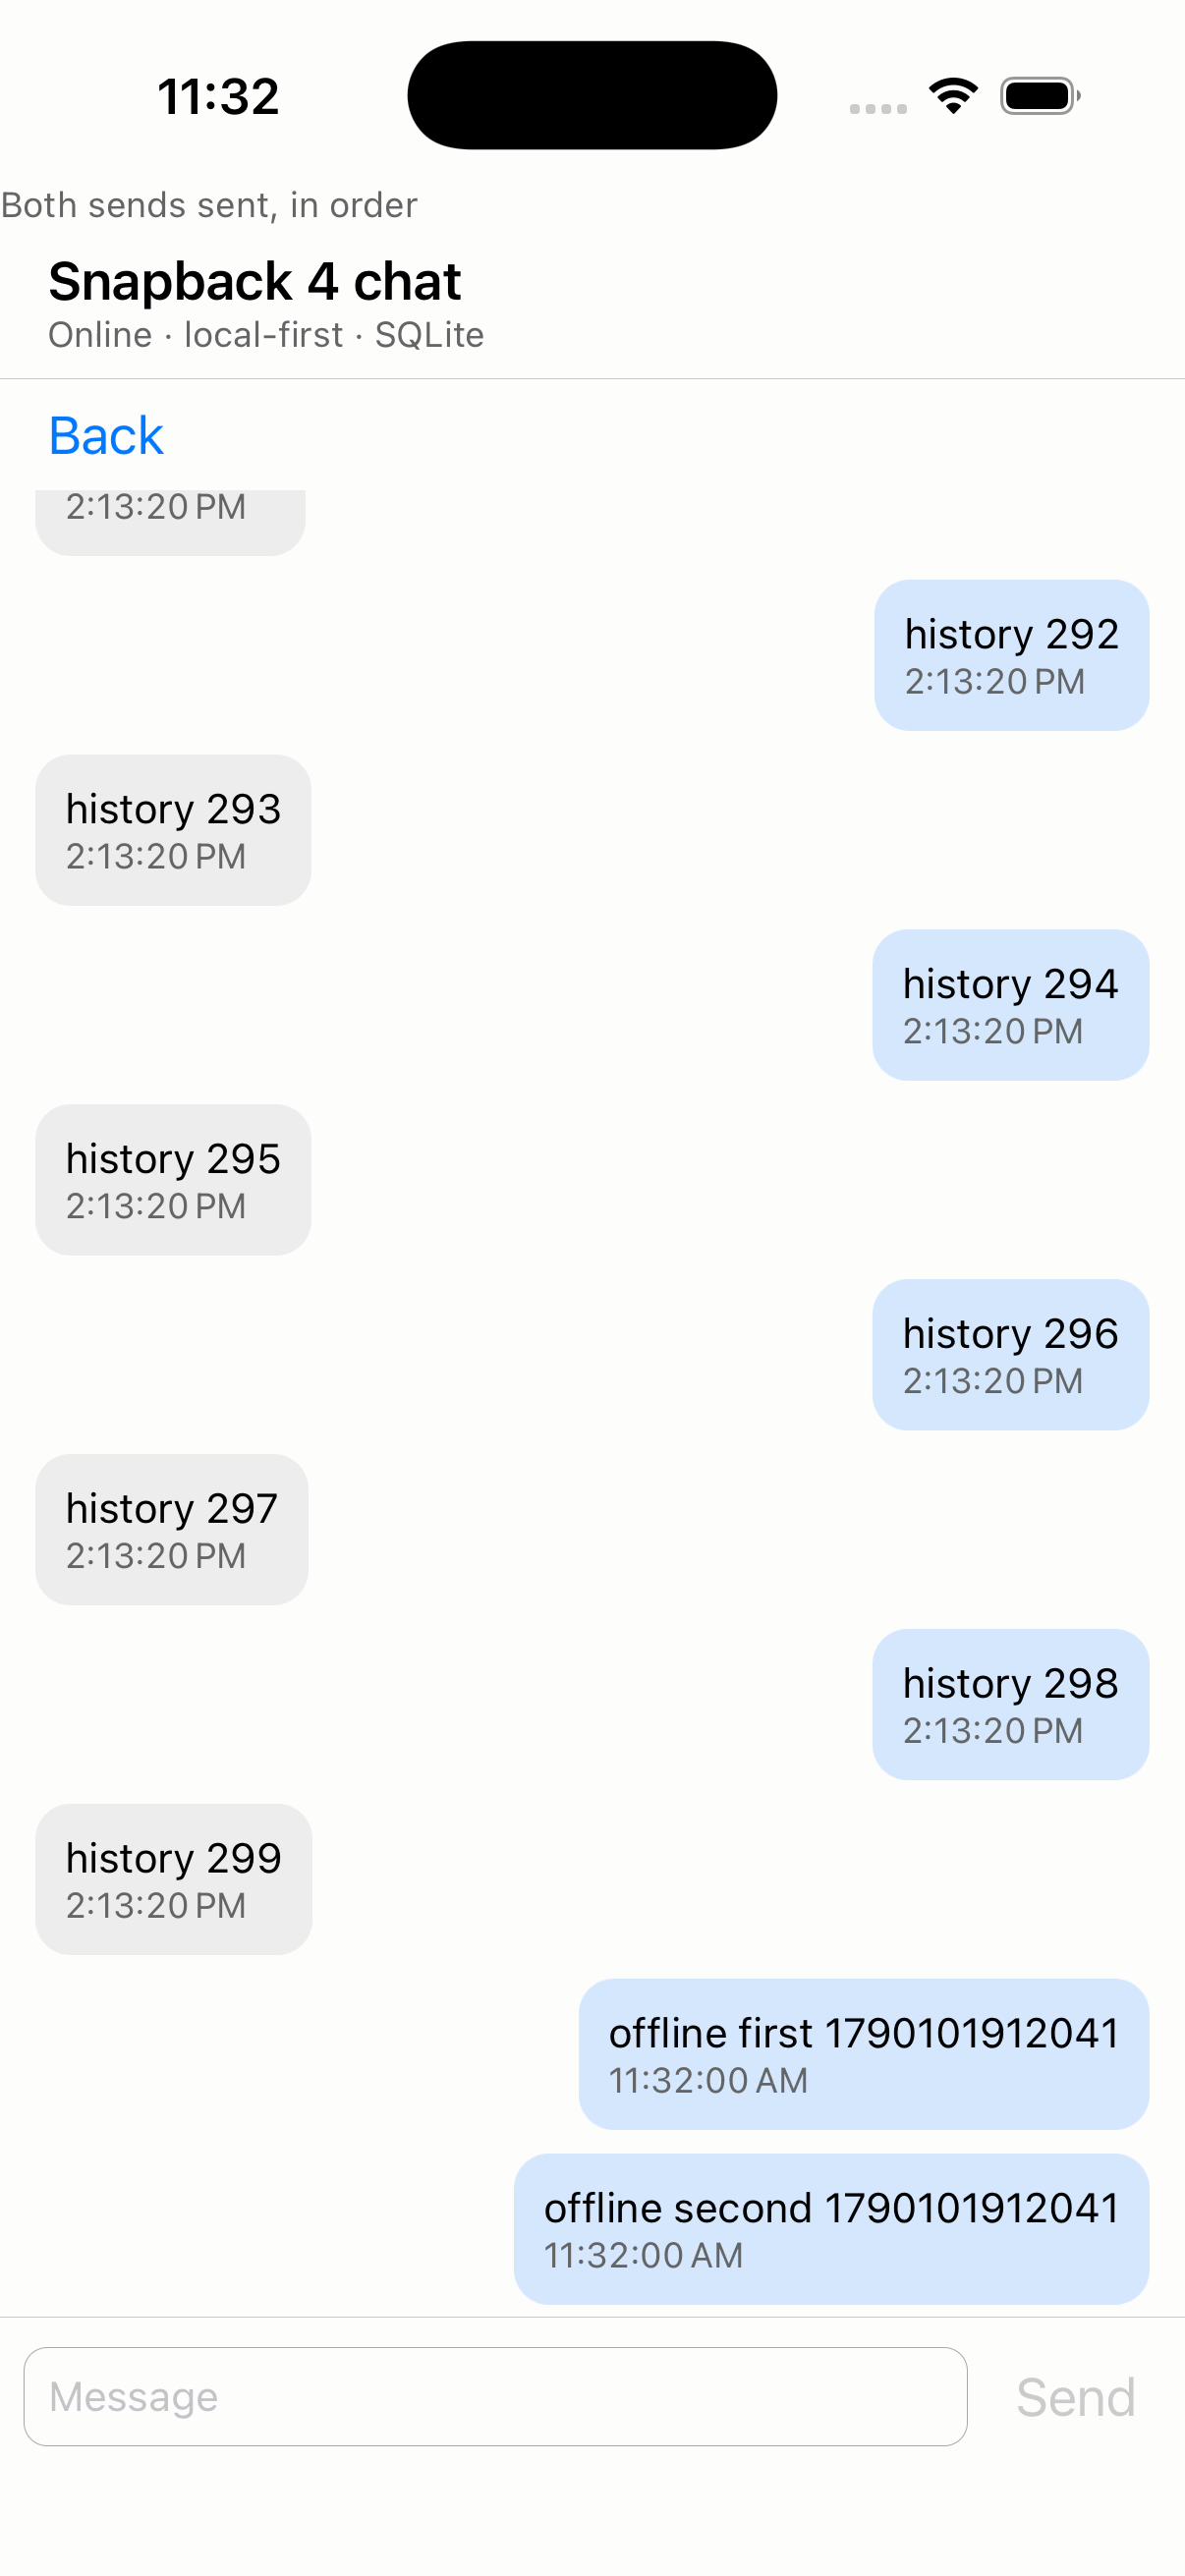 11:32
Both sends sent, in order
Snapback 4 chat
Online · local-first · SQLite
Back
2:13:20 PM
history 292
2:13:20 PM
history 293
2:13:20 PM
history 294
2:13:20 PM
history 295
2:13:20 PM
history 296
2:13:20 PM
history 297
2:13:20 PM
history 298
2:13:20 PM
history 299
2:13:20 PM
offline first 1790101912041
11:32:00 AM
offline second 1790101912041
11:32:00 AM
Message
Send